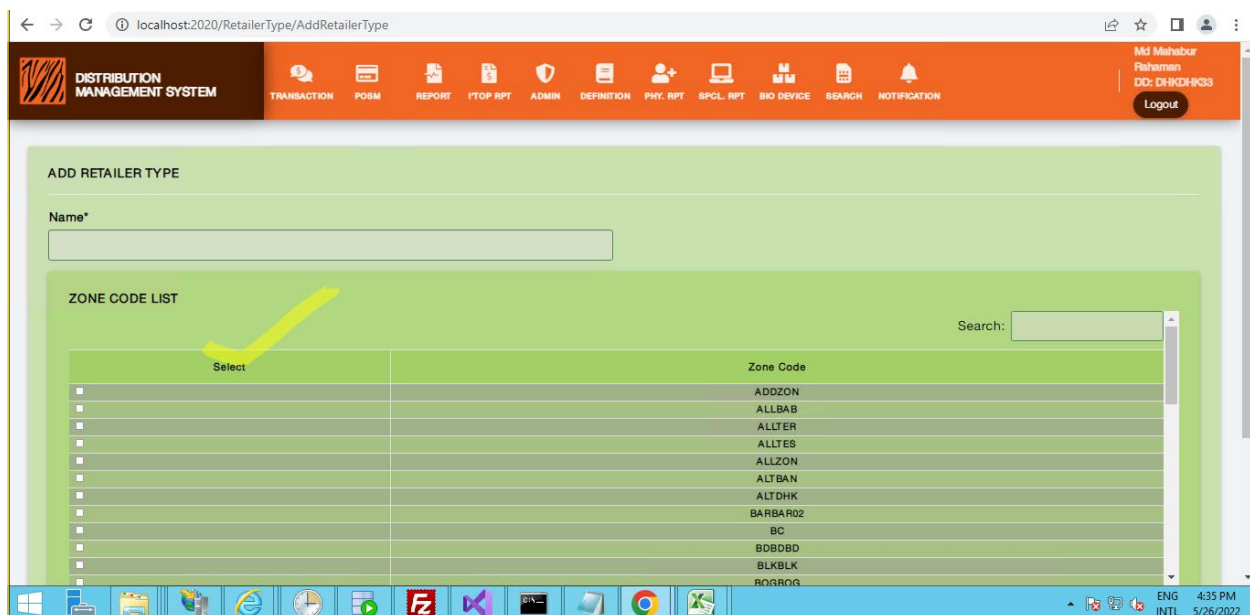 localhost:2020/RetailerType/AddRetailerType
DISTRIBUTION
MANAGEMENT SYSTEM
TRANSACTION
POSM
REPORT
I'TOP RPT
ADMIN
DEFINITION
PHY. RPT
SPCL. RPT
BIO DEVICE
SEARCH
NOTIFICATION
Md Mahabur
Rahaman
DD: DHKDHK33
Logout
ADD RETAILER TYPE
Name*
ZONE CODE LIST
Search:
Select Zone Code
ADDZON
ALLBAB
ALLTER
ALLTES
ALLZON
ALTBAN
ALTDHK
BARBAR02
BC
BDBDBD
BLKBLK
BOGBOG
ENG 4:35 PM
INTL 5/26/2022